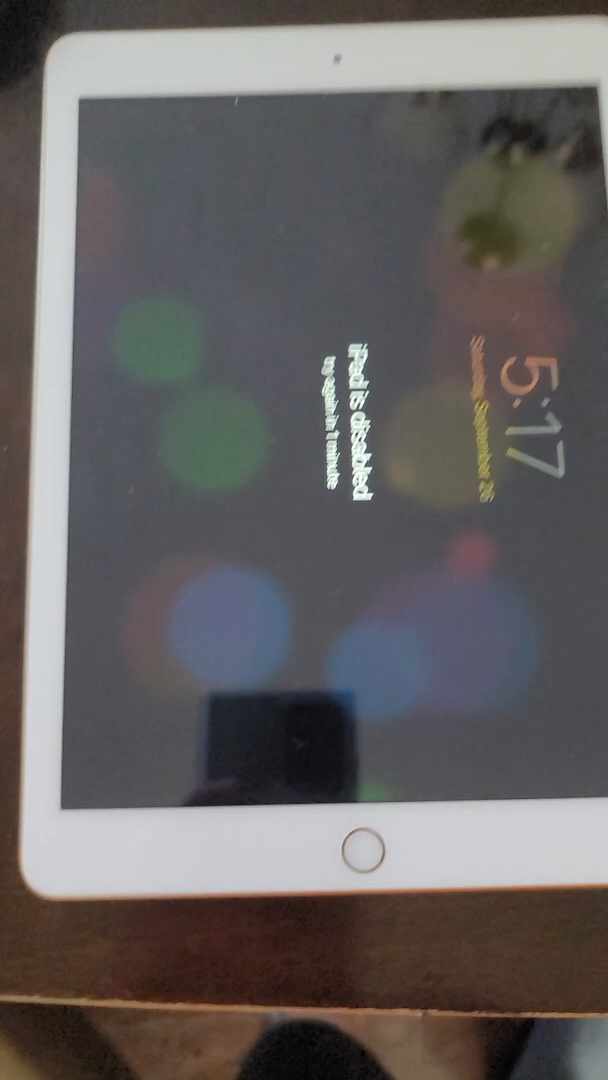 5:17
Saturday, September 26
iPad is disabled
try again in 1 minute